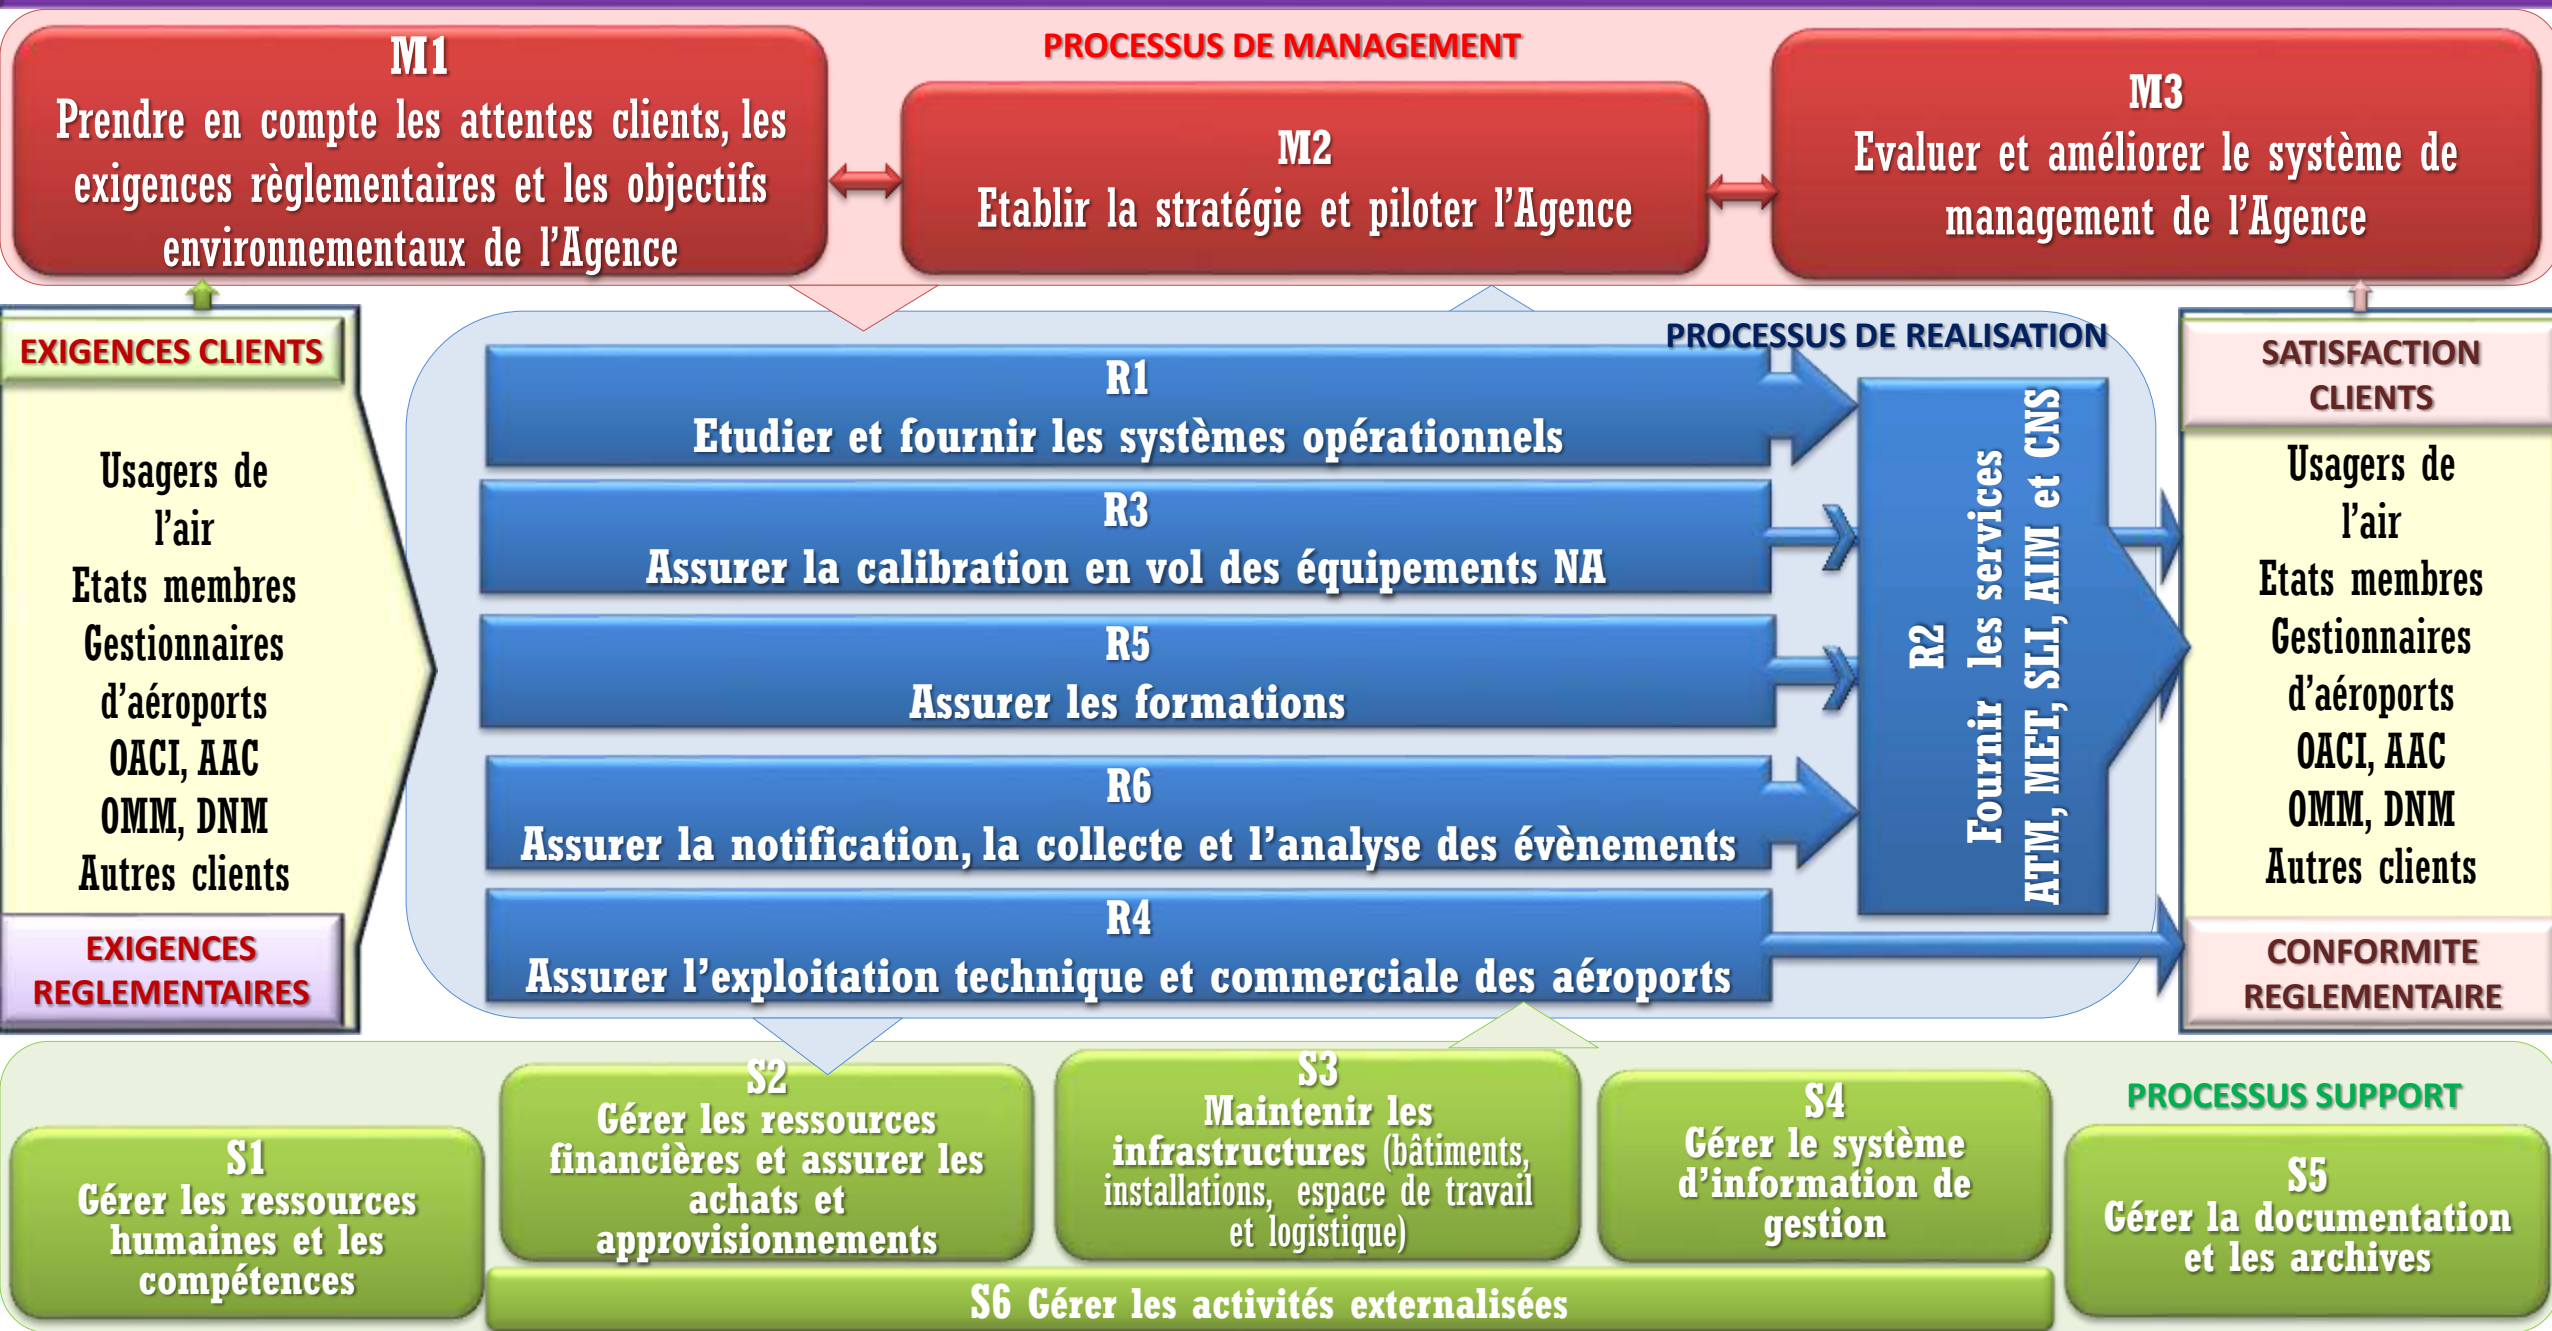 PROCESSUS DE MANAGEMENT
M1
Prendre en compte les attentes clients, les
exigences règlementaires et les objectifs
environnementaux de l’Agence
M2
Etablir la stratégie et piloter l’Agence
M3
Evaluer et améliorer le système de
management de l’Agence
EXIGENCES CLIENTS
Usagers de
l’air
Etats membres
Gestionnaires
d’aéroports
OACI, AAC
OMM, DNM
Autres clients
EXIGENCES
REGLEMENTAIRES
PROCESSUS DE REALISATION
R1
Etudier et fournir les systèmes opérationnels
R3
Assurer la calibration en vol des équipements NA
R5
Assurer les formations
R6
Assurer la notification, la collecte et l’analyse des évènements
R4
Assurer l’exploitation technique et commerciale des aéroports
R2
Fournir les services
ATM, MET, SLI, AIM et CNS
SATISFACTION
CLIENTS
Usagers de
l’air
Etats membres
Gestionnaires
d’aéroports
OACI, AAC
OMM, DNM
Autres clients
CONFORMITE
REGLEMENTAIRE
PROCESSUS SUPPORT
S1
Gérer les ressources
humaines et les
compétences
S2
Gérer les ressources
financières et assurer les
achats et
approvisionnements
S3
Maintenir les
infrastructures (bâtiments,
installations, espace de travail
et logistique)
S4
Gérer le système
d’information de
gestion
S5
Gérer la documentation
et les archives
S6 Gérer les activités externalisées